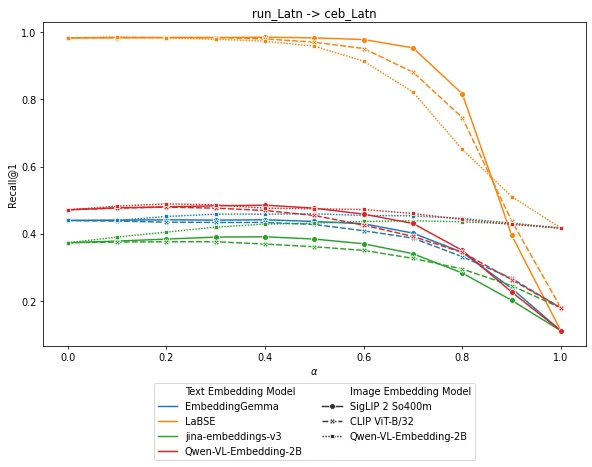 run_Latn -> ceb_Latn
1.0
0.8
0.6
0.4
0.2
Recall@1
0.0 0.2 0.4 0.6 0.8 1.0
α
Text Embedding Model Image Embedding Model
EmbeddingGemma SigLIP 2 So400m
LaBSE CLIP ViT-B/32
jina-embeddings-v3 Qwen-VL-Embedding-2B
Qwen-VL-Embedding-2B